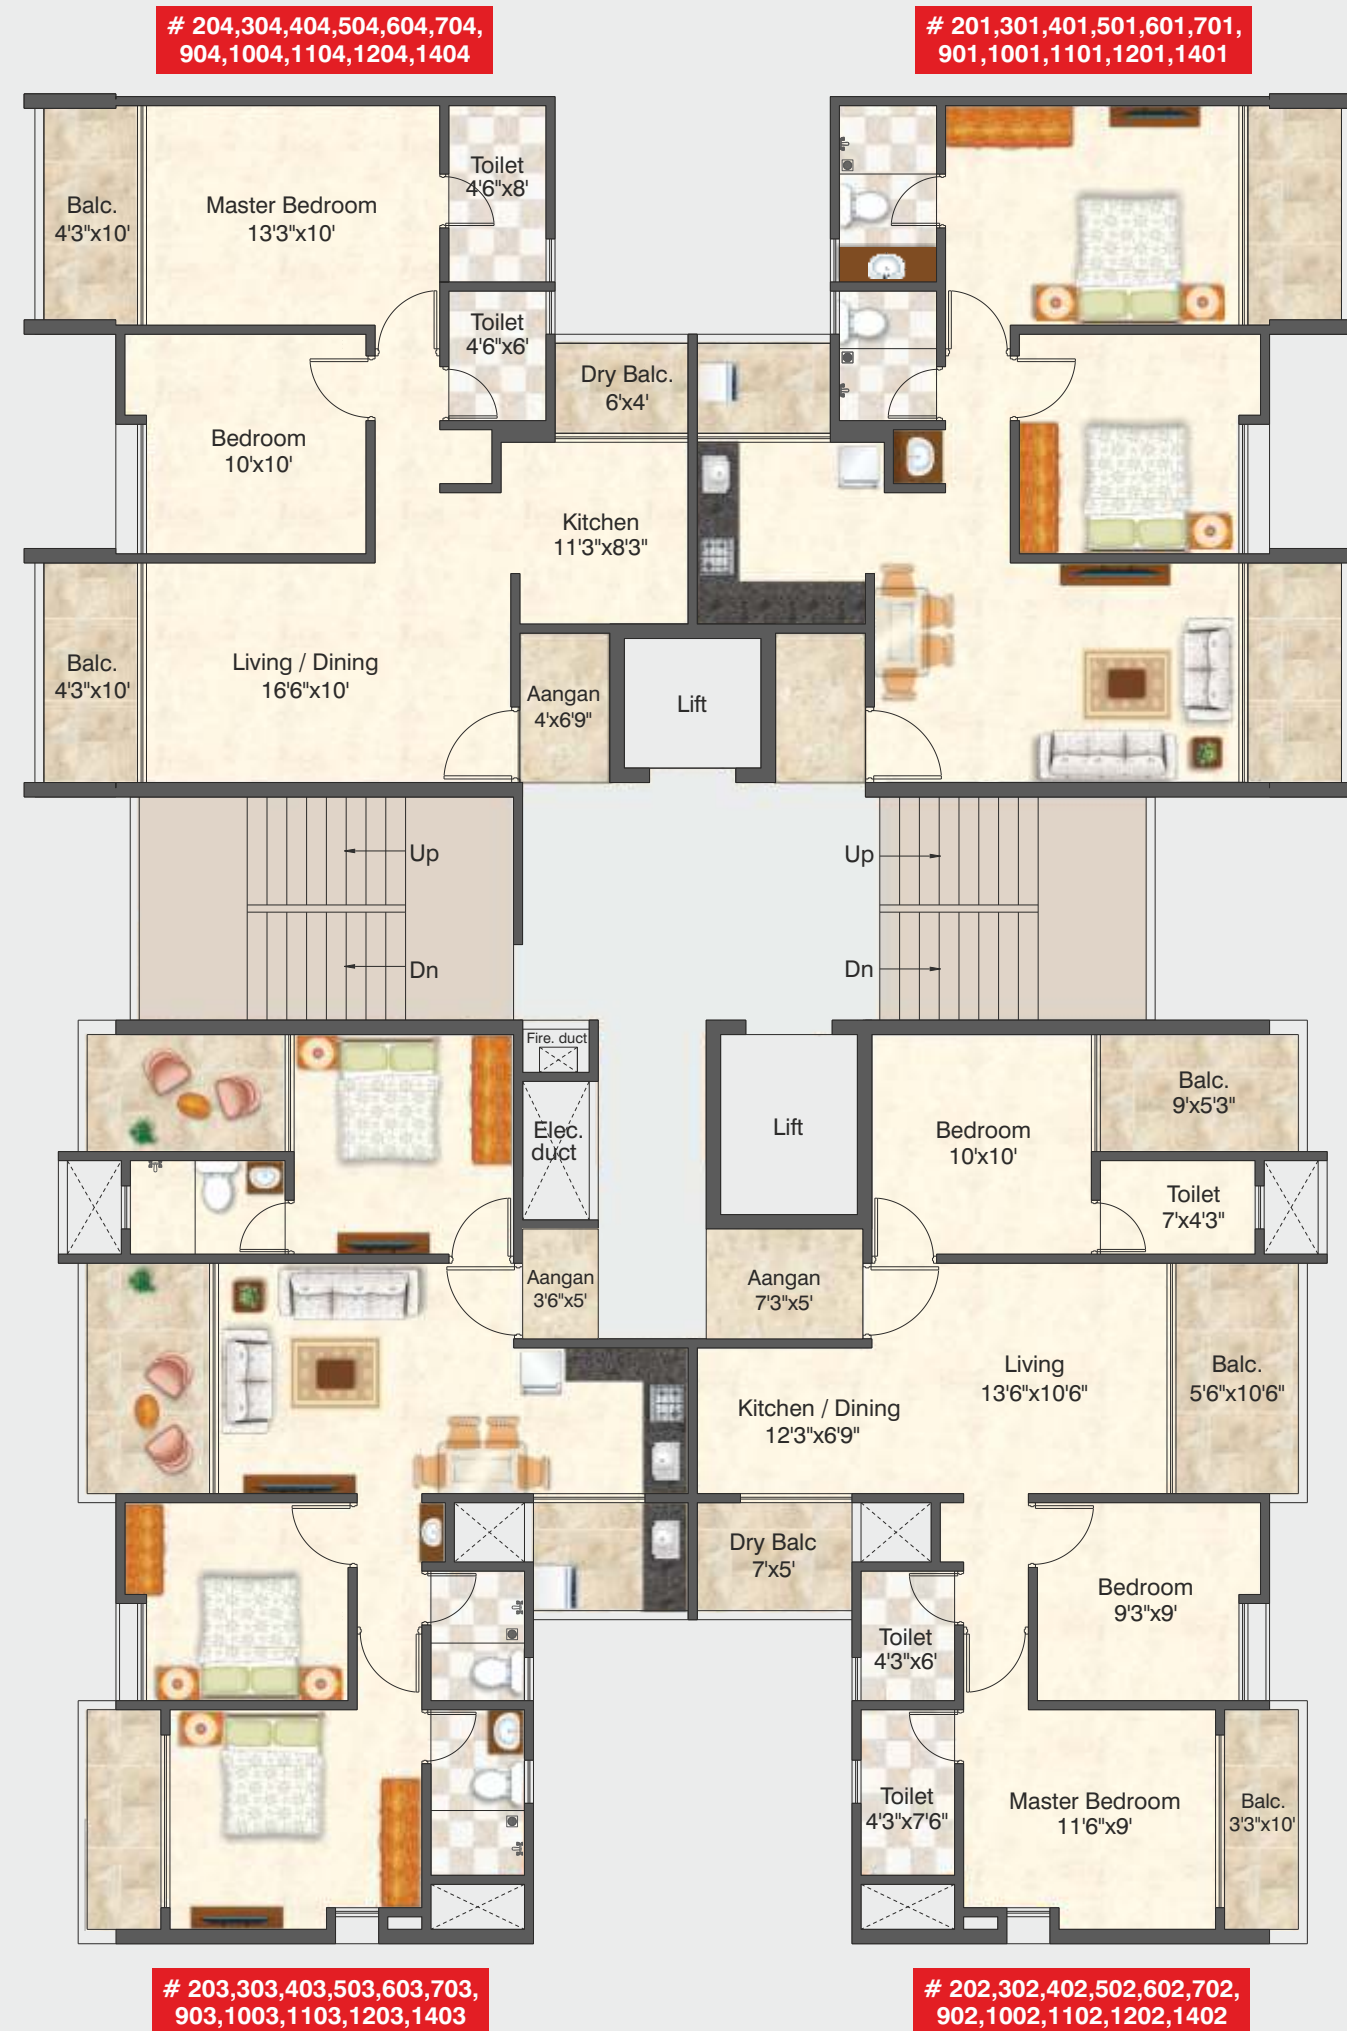 # 204,304,404,504,604,704,
904,1004,1104,1204,1404
# 201,301,401,501,601,701,
901,1001,1101,1201,1401
Toilet
4'6"x8'
Balc.
4'3"x10'
Master Bedroom
13'3"x10'
Toilet
4'6"x6'
Dry Balc.
6'x4'
Bedroom
10'x10'
Kitchen
11'3"x8'3"
Balc.
4'3"x10'
Living / Dining
16'6"x10'
Aangan
4'x6'9"
Lift
Up
Up
Dn
Dn
Fire. duct
Elec.
duct
Lift
Bedroom
10'x10'
Balc.
9'x5'3"
Toilet
7'x4'3"
Aangan
3'6"x5'
Aangan
7'3"x5'
Living
13'6"x10'6"
Balc.
5'6"x10'6"
Kitchen / Dining
12'3"x6'9"
Dry Balc
7'x5'
Bedroom
9'3"x9'
Toilet
4'3"x6'
Toilet
4'3"x7'6"
Master Bedroom
11'6"x9'
Balc.
3'3"x10'
# 203,303,403,503,603,703,
903,1003,1103,1203,1403
# 202,302,402,502,602,702,
902,1002,1102,1202,1402